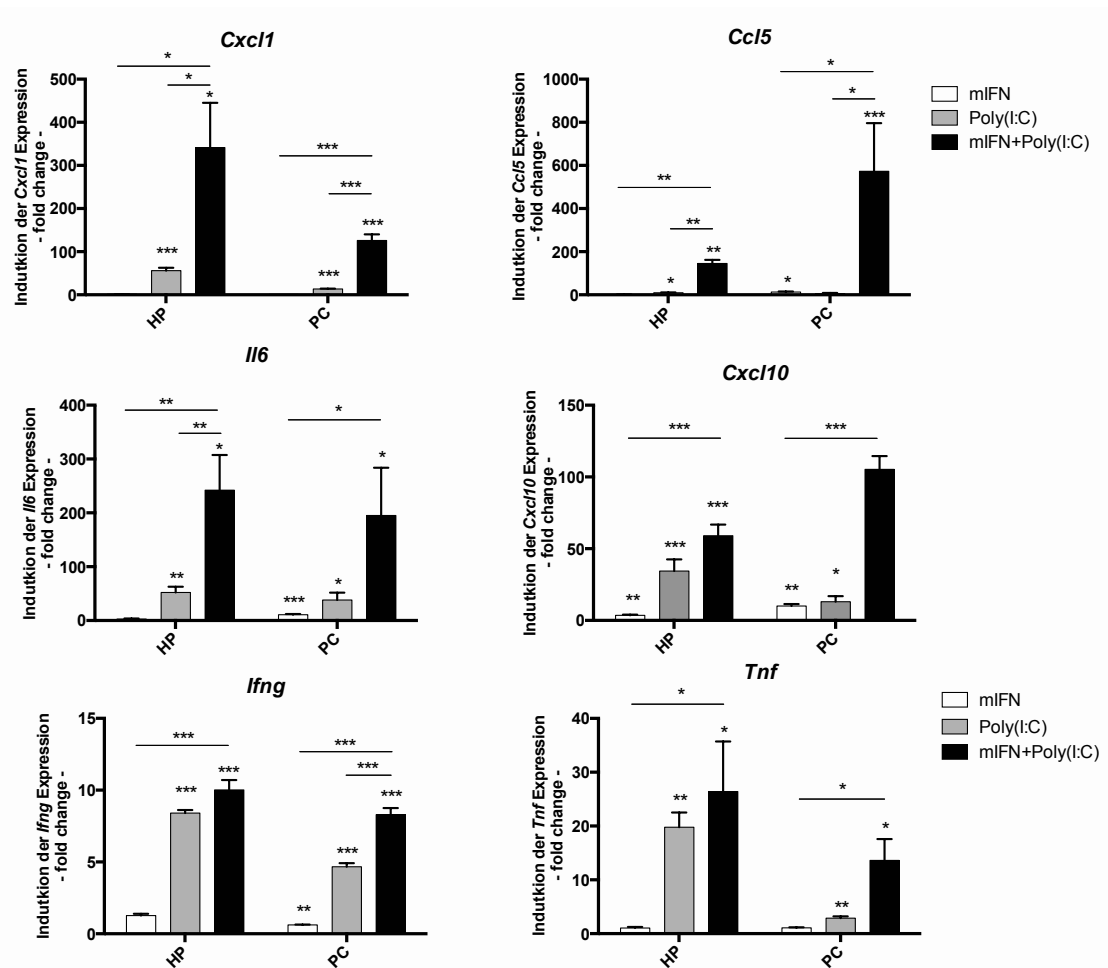 Cxcl1
* 
*
*
***
***
***
***
***
Indutkion der Cxcl1 Expression
- fold change -
500
400
300
200
100
0
HP
PC
Ccl5
*
*
***
**
**
**
*
*
Indutkion der Ccl5 Expression
- fold change -
1000
800
600
400
200
0
HP
PC
mIFN
Poly(I:C)
mIFN+Poly(I:C)
Il6
**
**
*
*
*
**
***
*
Indutkion der Il6 Expression
- fold change -
400
300
200
100
0
HP
PC
Cxcl10
***
***
***
***
**
**
*
Indutkion der Cxcl10 Expression
- fold change -
150
100
50
0
HP
PC
Ifng
***
***
***
***
***
***
***
**
Indutkion der Ifng Expression
- fold change -
15
10
5
0
HP
PC
Tnf
*
*
**
*
*
**
Indutkion der Tnf Expression
- fold change -
40
30
20
10
0
HP
PC
mIFN
Poly(I:C)
mIFN+Poly(I:C)